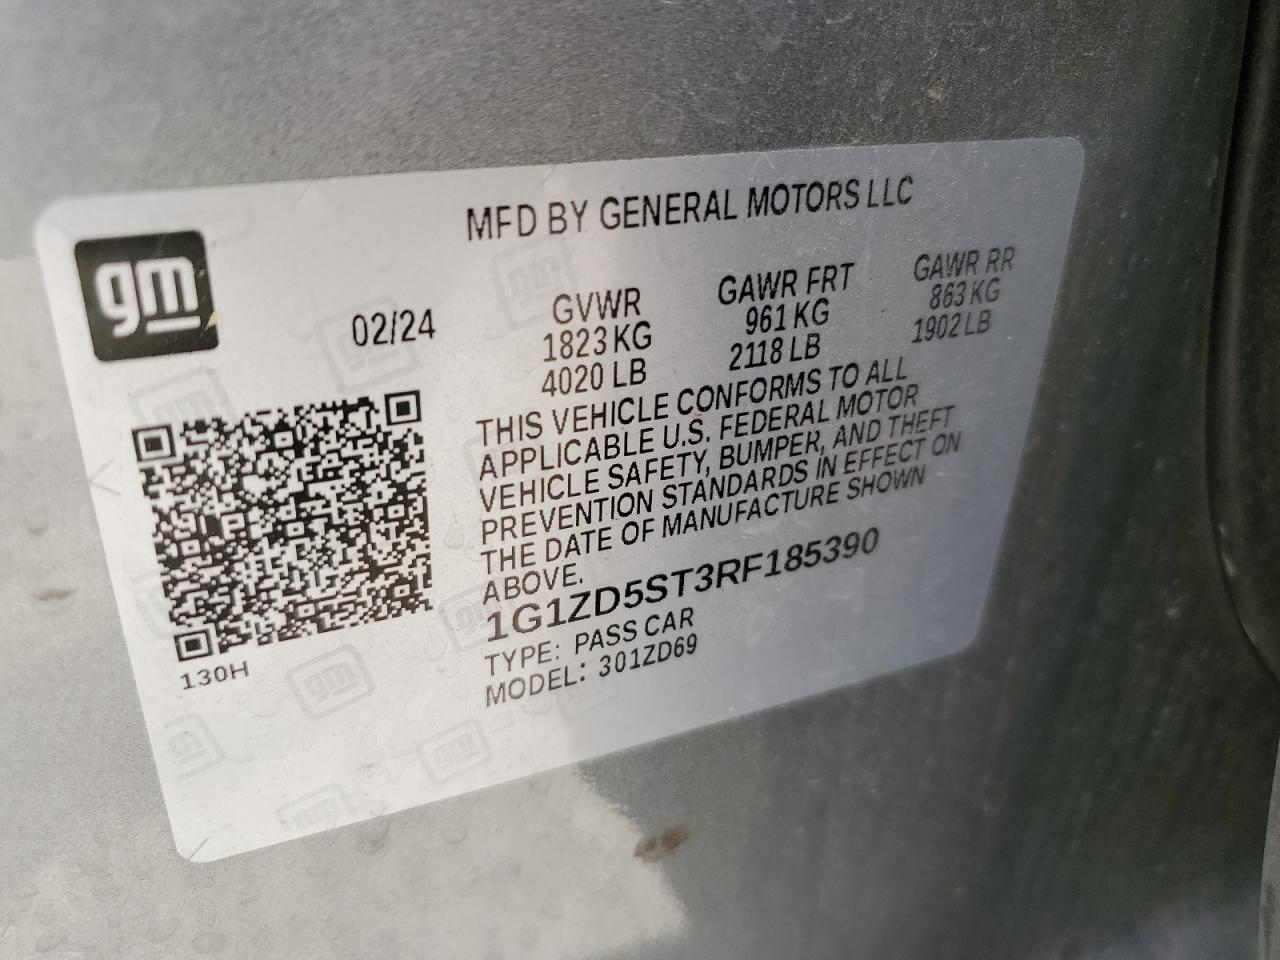 MFD BY GENERAL MOTORS LLC
gm
02/24
GVWR
1823 KG
4020 LB
GAWR FRT
961 KG
2118 LB
GAWR RR
863 KG
1902 LB
THIS VEHICLE CONFORMS TO ALL
APPLICABLE U.S. FEDERAL MOTOR
VEHICLE SAFETY, BUMPER, AND THEFT
PREVENTION STANDARDS IN EFFECT ON
THE DATE OF MANUFACTURE SHOWN
ABOVE.
1G1ZD5ST3RF185390
TYPE: PASS CAR
MODEL: 301ZD69
130H